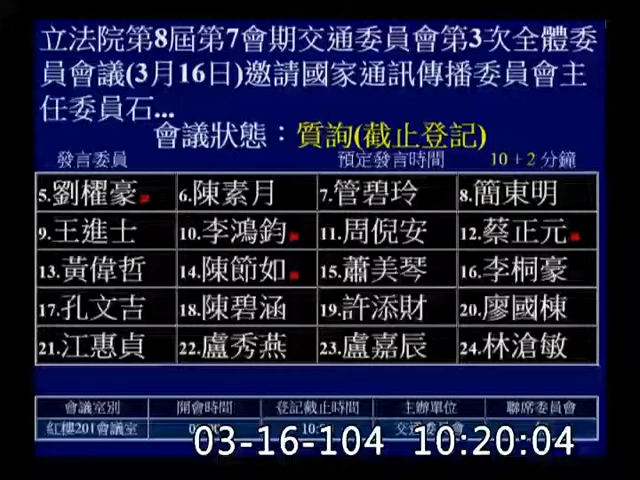 立法院第8屆第7會期交通委員會第3次全體委
員會議(3月16日)邀請國家通訊傳播委員會主
任委員石...
會議狀態：質詢(截止登記)
發言委員 預定發言時間 10+2 分鐘
5.劉櫂豪 6.陳素月 7.管碧玲 8.簡東明
9.王進士 10.李鴻鈞 11.周倪安 12.蔡正元
13.黃偉哲 14.陳節如 15.蕭美琴 16.李桐豪
17.孔文吉 18.陳碧涵 19.許添財 20.廖國棟
21.江惠貞 22.盧秀燕 23.盧嘉辰 24.林滄敏
會議室別 開會時間 登記截止時間 主辦單位 聯席委員會
紅樓201會議室 交通委員會
03-16-104 10:20:04